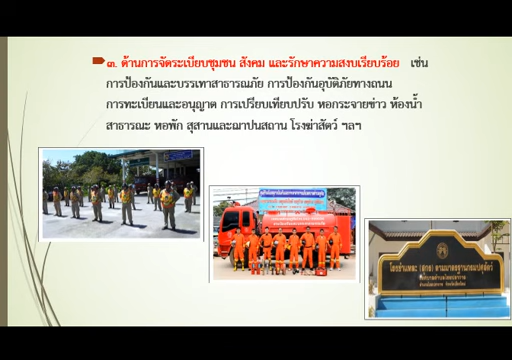 ๓. ด้านการจัดระเบียบชุมชน สังคม และรักษาความสงบเรียบร้อย เช่น
การป้องกันและบรรเทาสาธารณภัย การป้องกันอุบัติภัยทางถนน
การทะเบียนและอนุญาต การเปรียบเทียบปรับ หอกระจายข่าว ห้องน้ำ
สาธารณะ หอพัก สุสานและฌาปนสถาน โรงฆ่าสัตว์ ฯลฯ